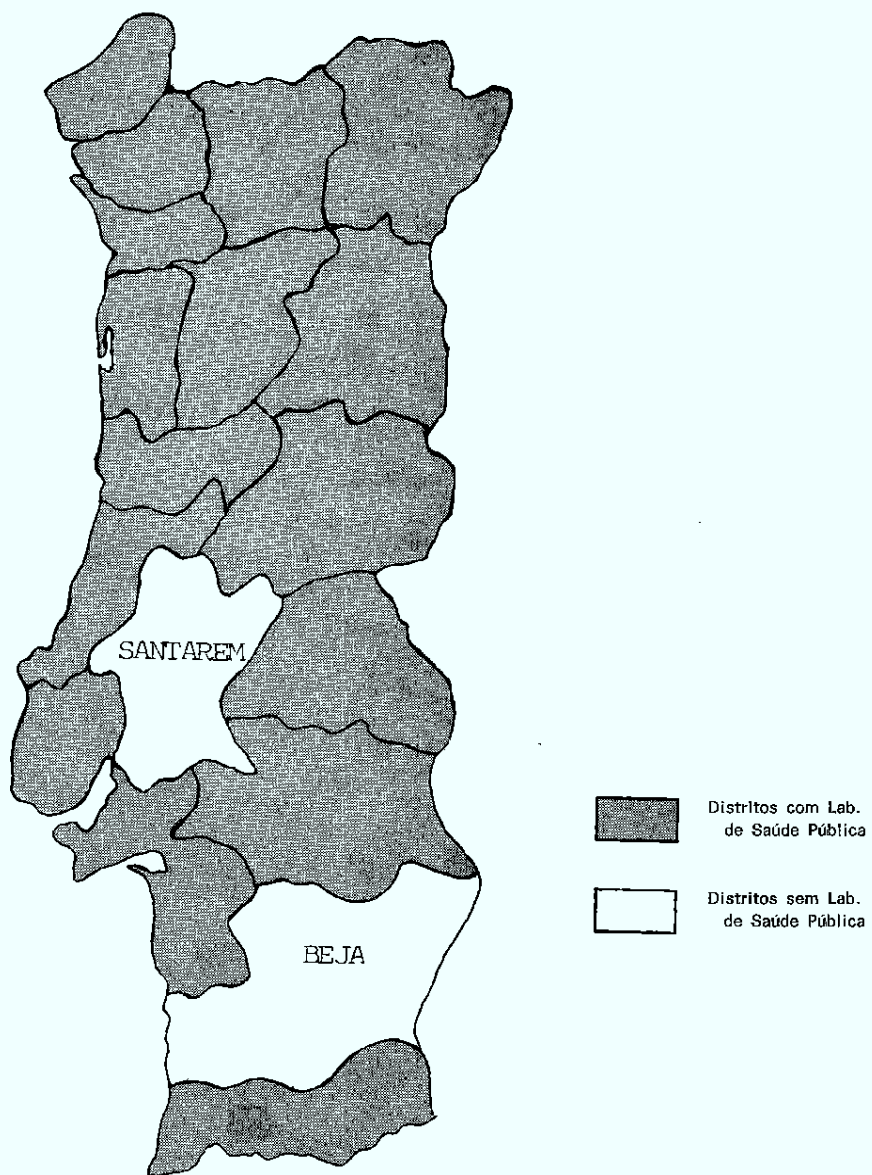 SANTAREM
BEJA
Distritos com Lab.
de Saúde Pública
Distritos sem Lab.
de Saúde Pública